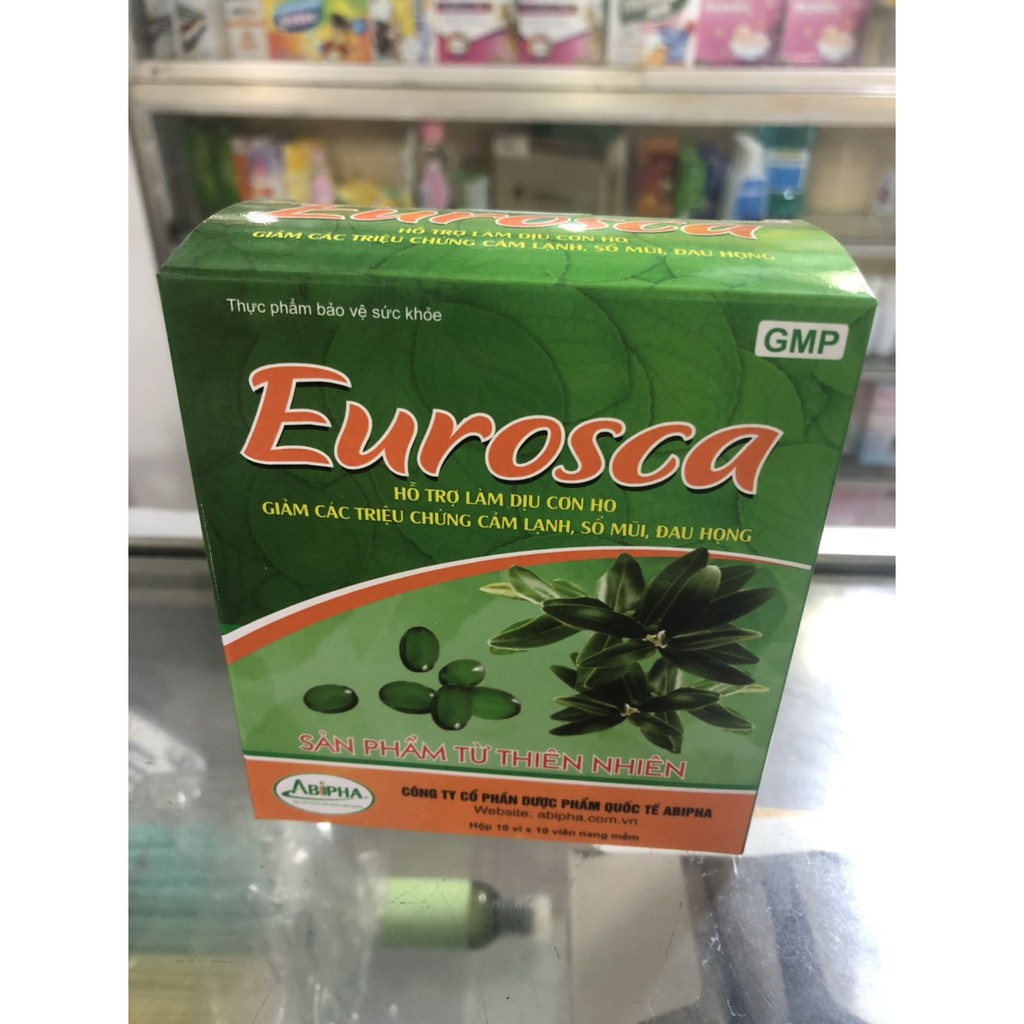 Eurosca
HỖ TRỢ LÀM DỊU CƠN HO
GIẢM CÁC TRIỆU CHỨNG CẢM LẠNH, SỔ MŨI, ĐAU HỌNG
Thực phẩm bảo vệ sức khỏe
GMP
Eurosca
HỖ TRỢ LÀM DỊU CƠN HO
GIẢM CÁC TRIỆU CHỨNG CẢM LẠNH, SỔ MŨI, ĐAU HỌNG
SẢN PHẨM TỪ THIÊN NHIÊN
ABIPHA
CÔNG TY CỔ PHẦN DƯỢC PHẨM QUỐC TẾ ABIPHA
Website: abipha.com.vn
Hộp 10 vỉ x 10 viên nang mềm